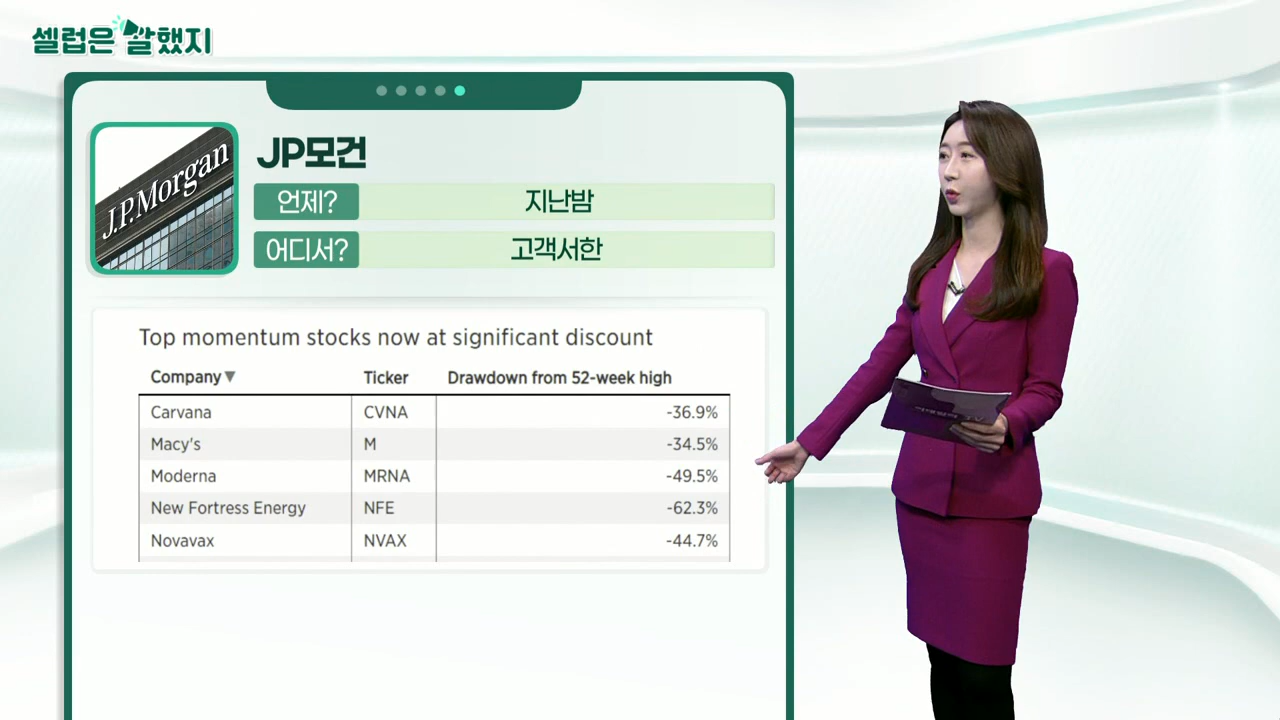 셀럽은 말했지
J.P.Morgan
JP모건
언제? 지난밤
어디서? 고객서한
Top momentum stocks now at significant discount
Company▼ Ticker Drawdown from 52-week high
Carvana CVNA -36.9%
Macy's M -34.5%
Moderna MRNA -49.5%
New Fortress Energy NFE -62.3%
Novavax NVAX -44.7%